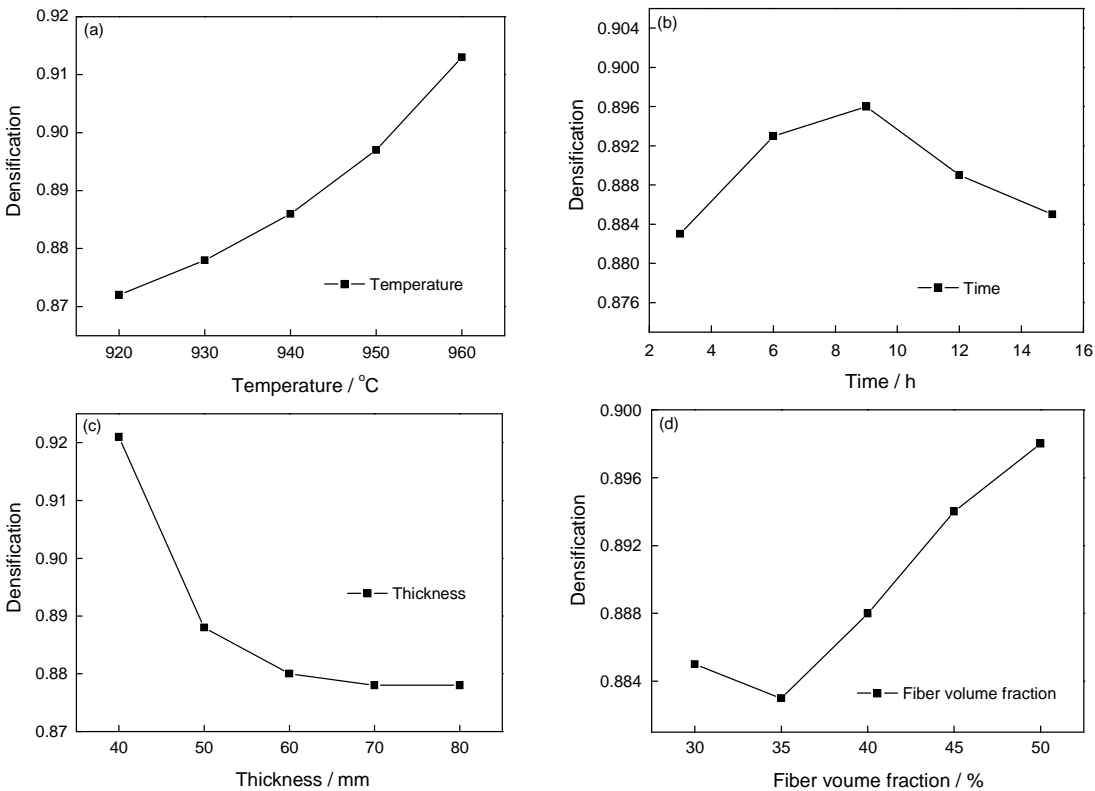 (a)
0.92
0.91
0.90
0.89
0.88
0.87
Densification
Temperature
920 930 940 950 960
Temperature / °C
(b)
0.904
0.900
0.896
0.892
0.888
0.884
0.880
0.876
Densification
Time
2 4 6 8 10 12 14 16
Time / h
(c)
0.92
0.91
0.90
0.89
0.88
0.87
Densification
Thickness
40 50 60 70 80
Thickness / mm
(d)
0.900
0.896
0.892
0.888
0.884
Densification
Fiber volume fraction
30 35 40 45 50
Fiber voume fraction / %